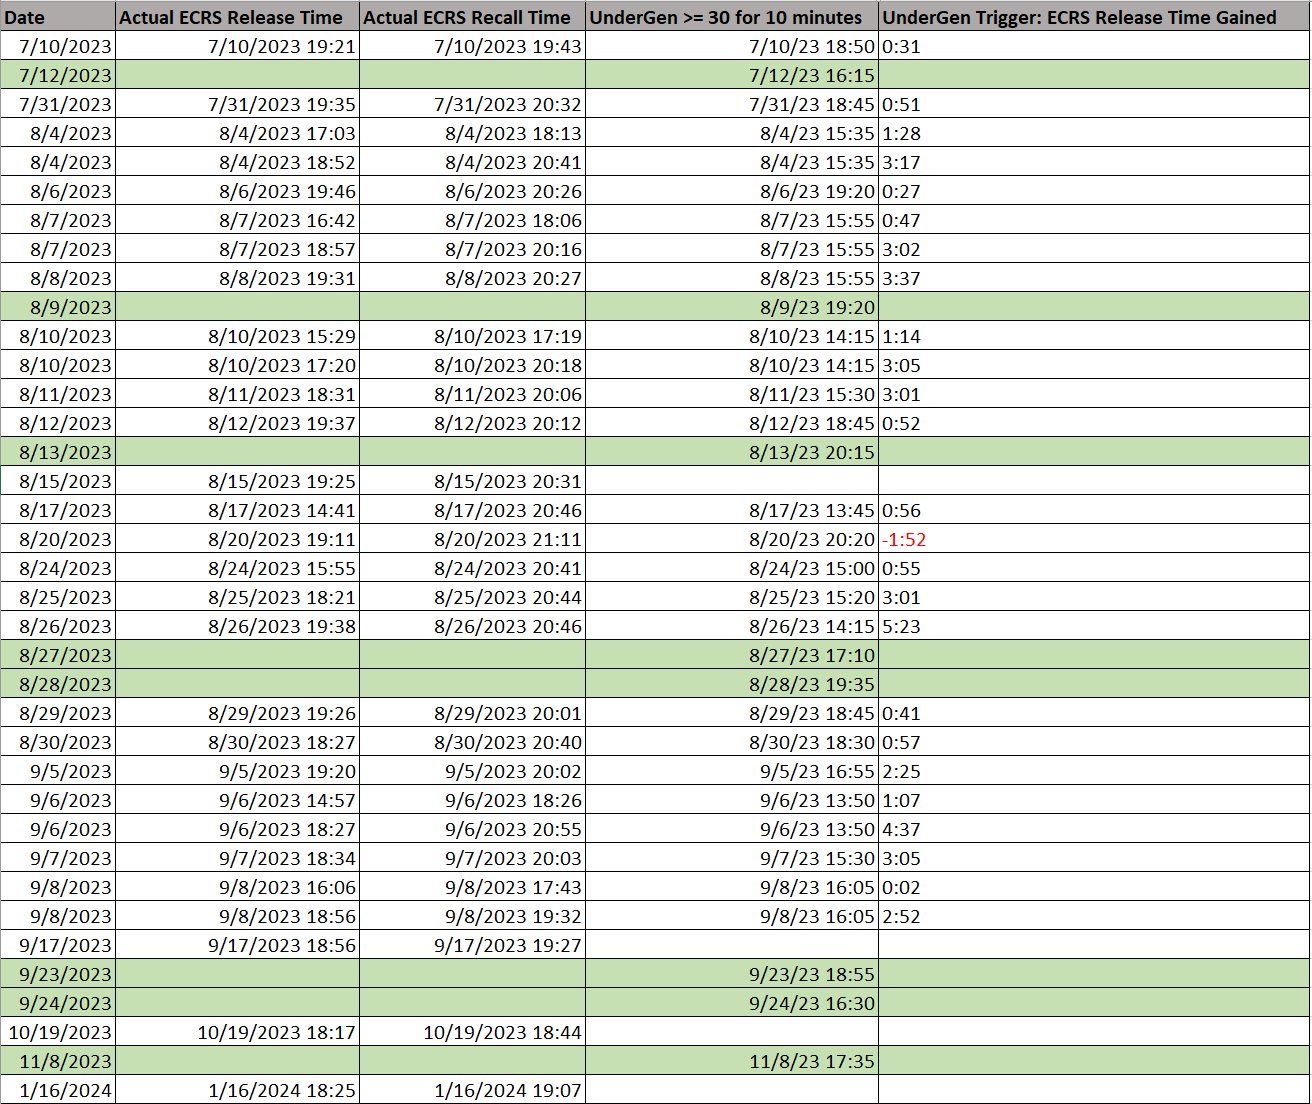 Date Actual ECRS Release Time Actual ECRS Recall Time UnderGen >= 30 for 10 minutes UnderGen Trigger: ECRS Release Time Gained
7/10/2023 7/10/2023 19:21 7/10/2023 19:43 7/10/23 18:50 0:31
7/12/2023 7/12/23 16:15
7/31/2023 7/31/2023 19:35 7/31/2023 20:32 7/31/23 18:45 0:51
8/4/2023 8/4/2023 17:03 8/4/2023 18:13 8/4/23 15:35 1:28
8/4/2023 8/4/2023 18:52 8/4/2023 20:41 8/4/23 15:35 3:17
8/6/2023 8/6/2023 19:46 8/6/2023 20:26 8/6/23 19:20 0:27
8/7/2023 8/7/2023 16:42 8/7/2023 18:06 8/7/23 15:55 0:47
8/7/2023 8/7/2023 18:57 8/7/2023 20:16 8/7/23 15:55 3:02
8/8/2023 8/8/2023 19:31 8/8/2023 20:27 8/8/23 15:55 3:37
8/9/2023 8/9/23 19:20
8/10/2023 8/10/2023 15:29 8/10/2023 17:19 8/10/23 14:15 1:14
8/10/2023 8/10/2023 17:20 8/10/2023 20:18 8/10/23 14:15 3:05
8/11/2023 8/11/2023 18:31 8/11/2023 20:06 8/11/23 15:30 3:01
8/12/2023 8/12/2023 19:37 8/12/2023 20:12 8/12/23 18:45 0:52
8/13/2023 8/13/23 20:15
8/15/2023 8/15/2023 19:25 8/15/2023 20:31
8/17/2023 8/17/2023 14:41 8/17/2023 20:46 8/17/23 13:45 0:56
8/20/2023 8/20/2023 19:11 8/20/2023 21:11 8/20/23 20:20 -1:52
8/24/2023 8/24/2023 15:55 8/24/2023 20:41 8/24/23 15:00 0:55
8/25/2023 8/25/2023 18:21 8/25/2023 20:44 8/25/23 15:20 3:01
8/26/2023 8/26/2023 19:38 8/26/2023 20:46 8/26/23 14:15 5:23
8/27/2023 8/27/23 17:10
8/28/2023 8/28/23 19:35
8/29/2023 8/29/2023 19:26 8/29/2023 20:01 8/29/23 18:45 0:41
8/30/2023 8/30/2023 18:27 8/30/2023 20:40 8/30/23 18:30 0:57
9/5/2023 9/5/2023 19:20 9/5/2023 20:02 9/5/23 16:55 2:25
9/6/2023 9/6/2023 14:57 9/6/2023 18:26 9/6/23 13:50 1:07
9/6/2023 9/6/2023 18:27 9/6/2023 20:55 9/6/23 13:50 4:37
9/7/2023 9/7/2023 18:34 9/7/2023 20:03 9/7/23 15:30 3:05
9/8/2023 9/8/2023 16:06 9/8/2023 17:43 9/8/23 16:05 0:02
9/8/2023 9/8/2023 18:56 9/8/2023 19:32 9/8/23 16:05 2:52
9/17/2023 9/17/2023 18:56 9/17/2023 19:27
9/23/2023 9/23/23 18:55
9/24/2023 9/24/23 16:30
10/19/2023 10/19/2023 18:17 10/19/2023 18:44
11/8/2023 11/8/23 17:35
1/16/2024 1/16/2024 18:25 1/16/2024 19:07